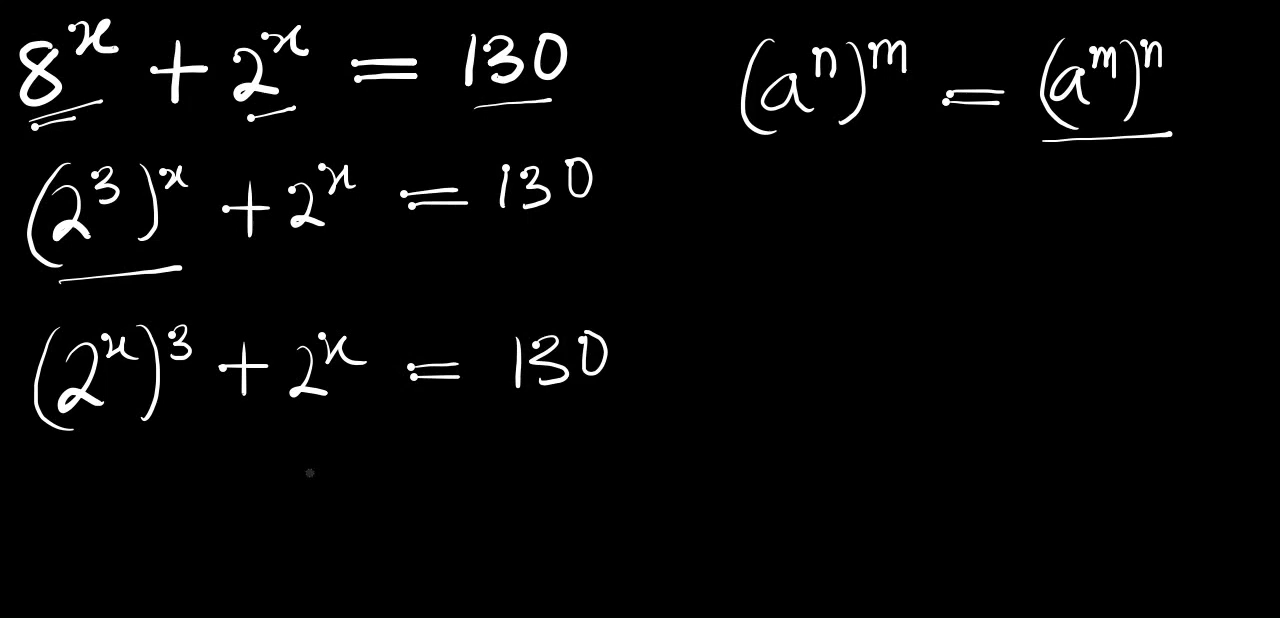 8^x + 2^x = 130
(a^n)^m = (a^m)^n
(2^3)^x + 2^x = 130
(2^x)^3 + 2^x = 130